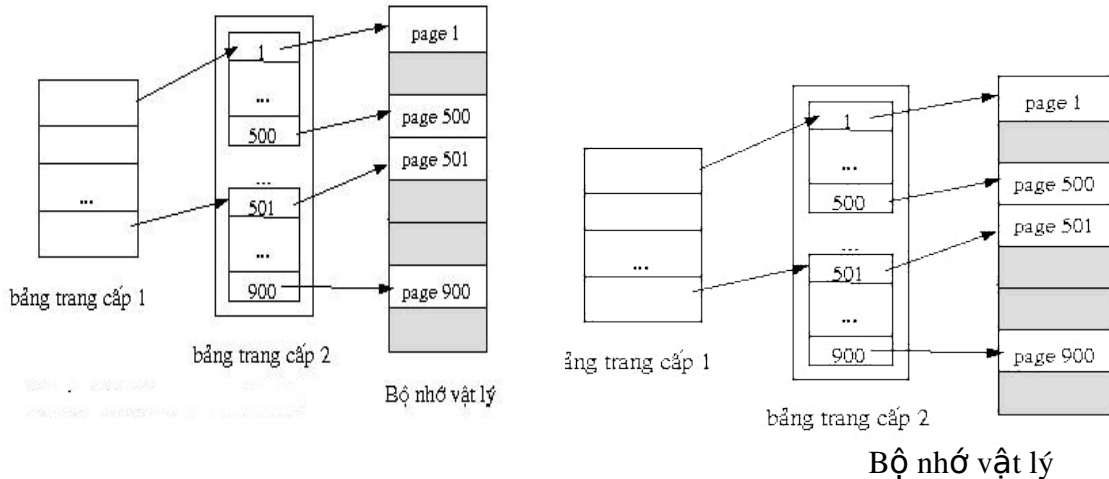 1
...
500
...
501
...
900
page 1
page 500
page 501
page 900
...
bảng trang cấp 1
bảng trang cấp 2
Bộ nhớ vật lý
1
...
500
...
501
...
900
page 1
page 500
page 501
page 900
...
ảng trang cấp 1
bảng trang cấp 2
Bộ nhớ vật lý